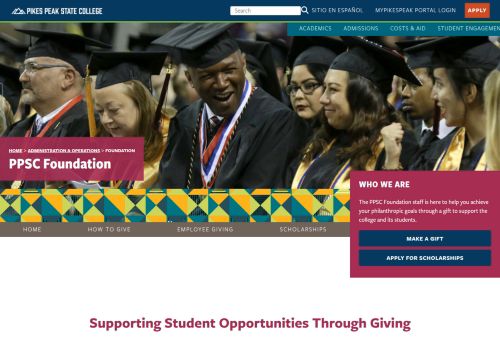 PIKES PEAK STATE COLLEGE
Search
SITIO EN ESPAÑOL
MYPIKESPEAK PORTAL LOGIN
APPLY
ACADEMICS
ADMISSIONS
COSTS & AID
STUDENT ENGAGEMEN
HOME > ADMINISTRATION & OPERATIONS > FOUNDATION
PPSC Foundation
WHO WE ARE
The PPSC Foundation staff is here to help you achieve
your philanthropic goals through a gift to support the
college and its students.
MAKE A GIFT
APPLY FOR SCHOLARSHIPS
HOME
HOW TO GIVE
EMPLOYEE GIVING
SCHOLARSHIPS
Supporting Student Opportunities Through Giving